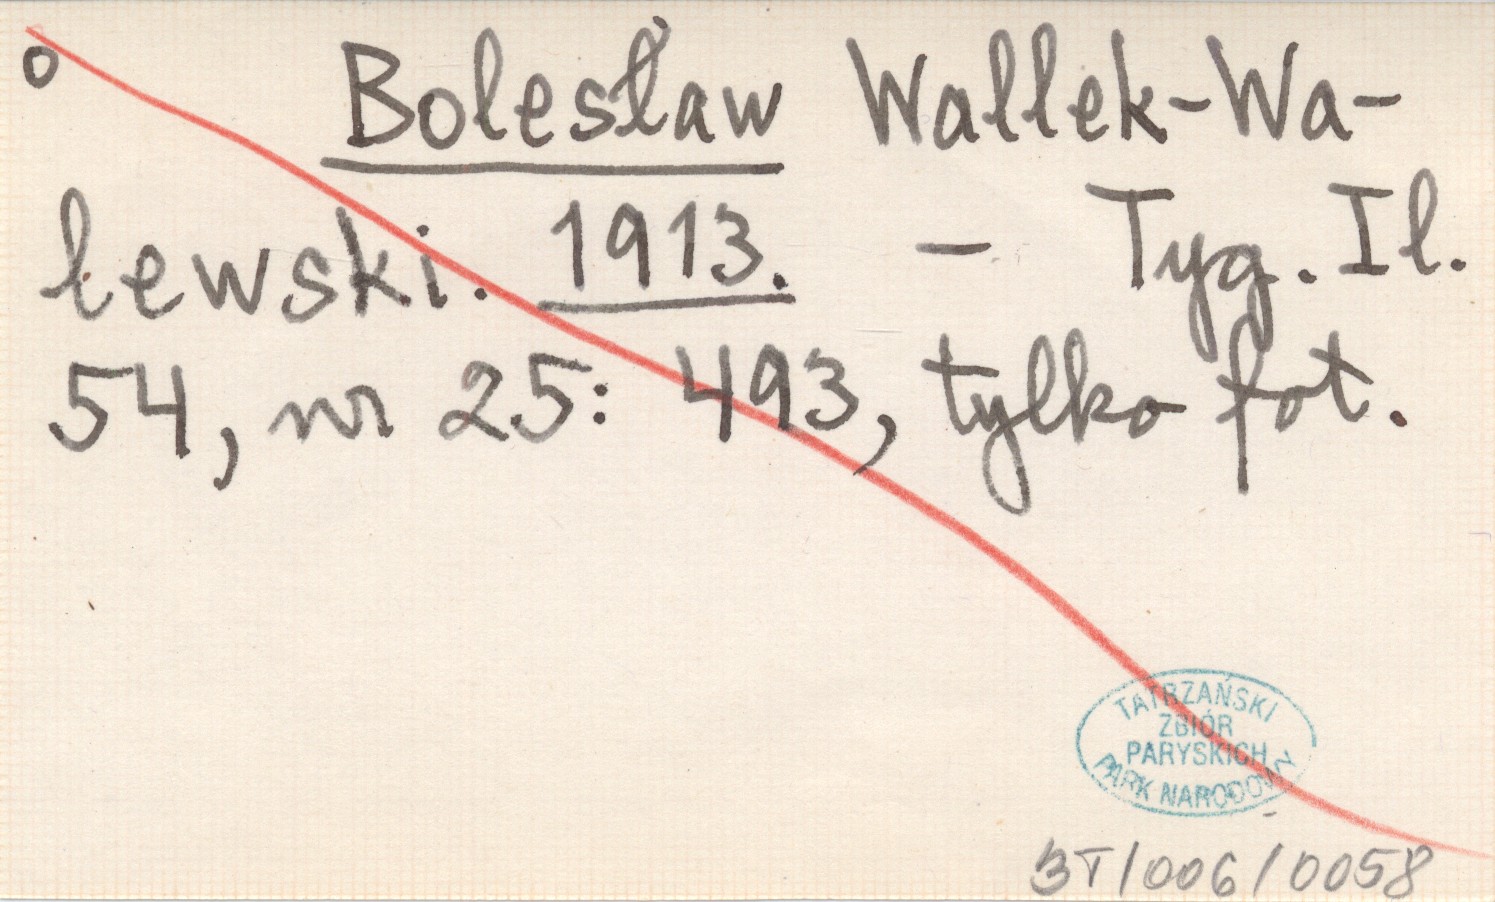 o Bolesław Wallek-Wa-
lewski. 1913. – Tyg. Il.
54, nr 25: 493, tylko fot.
TATRZAŃSKI
ZBIÓR
PARYSKICH
PARK NARODOWY
3T/006/0058